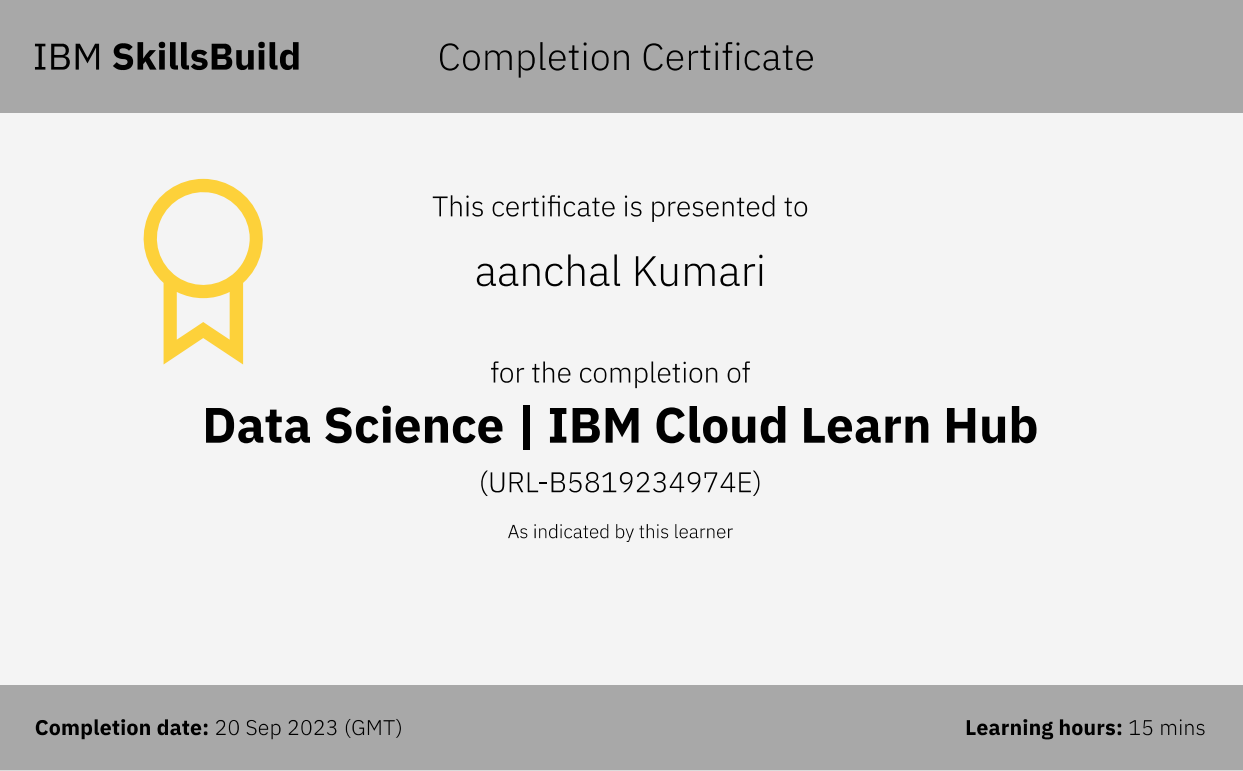 IBM SkillsBuild
Completion Certificate
This certificate is presented to
aanchal Kumari
for the completion of
Data Science | IBM Cloud Learn Hub
(URL-B5819234974E)
As indicated by this learner
Completion date: 20 Sep 2023 (GMT)
Learning hours: 15 mins